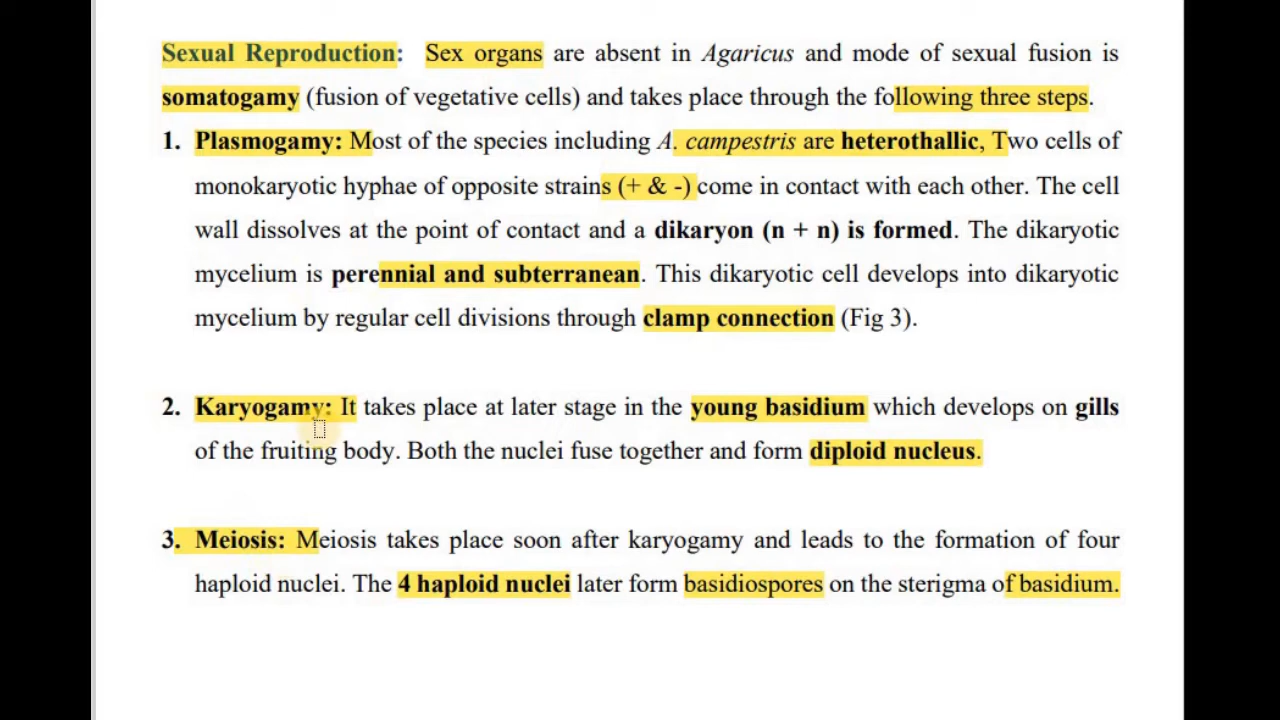 Sexual Reproduction: Sex organs are absent in Agaricus and mode of sexual fusion is
somatogamy (fusion of vegetative cells) and takes place through the following three steps.
1. Plasmogamy: Most of the species including A. campestris are heterothallic, Two cells of
monokaryotic hyphae of opposite strains (+ & -) come in contact with each other. The cell
wall dissolves at the point of contact and a dikaryon (n + n) is formed. The dikaryotic
mycelium is perennial and subterranean. This dikaryotic cell develops into dikaryotic
mycelium by regular cell divisions through clamp connection (Fig 3).
2. Karyogamy: It takes place at later stage in the young basidium which develops on gills
of the fruiting body. Both the nuclei fuse together and form diploid nucleus.
3. Meiosis: Meiosis takes place soon after karyogamy and leads to the formation of four
haploid nuclei. The 4 haploid nuclei later form basidiospores on the sterigma of basidium.